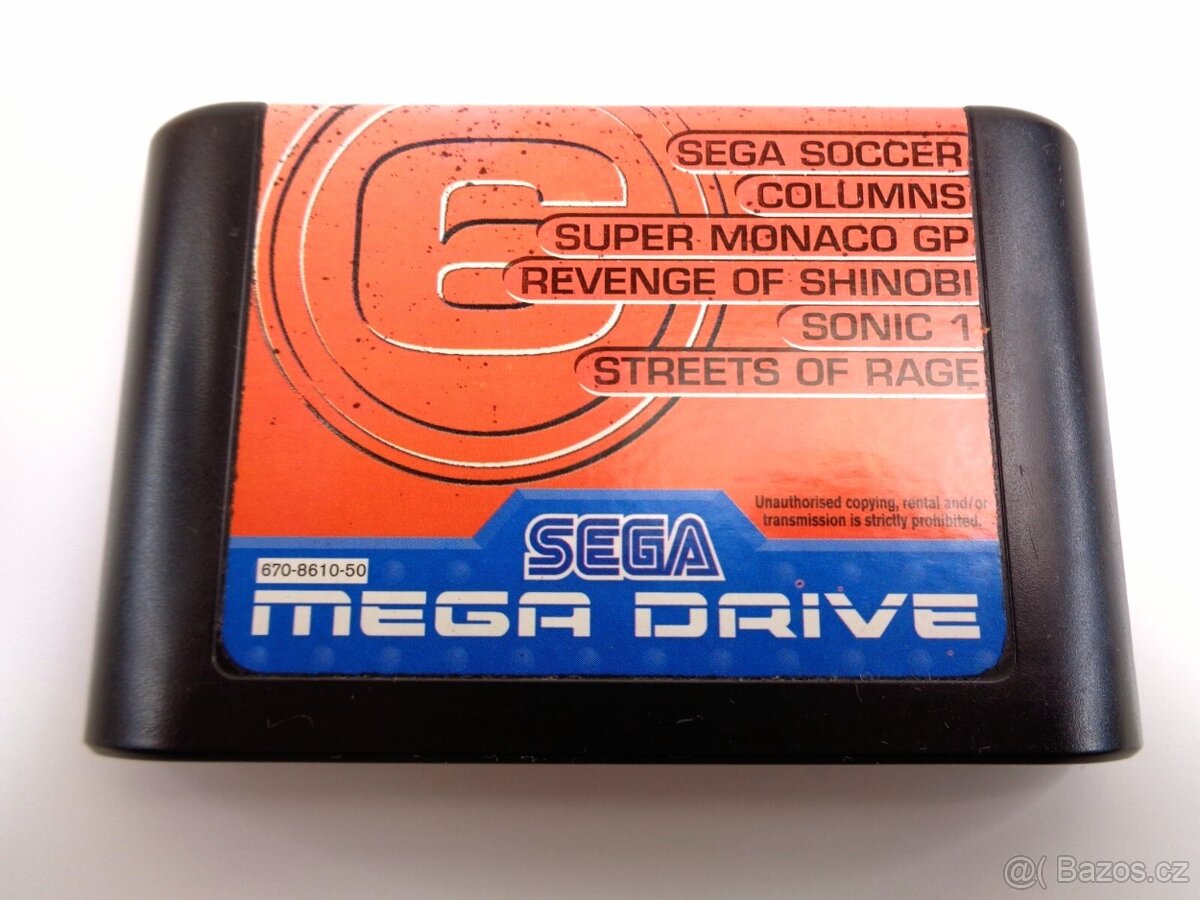 6
SEGA SOCCER
COLUMNS
SUPER MONACO GP
REVENGE OF SHINOBI
SONIC 1
STREETS OF RAGE
Unauthorised copying, rental and/or
transmission is strictly prohibited.
SEGA
670-8610-50
MEGA DRIVE
@( Bazos.cz